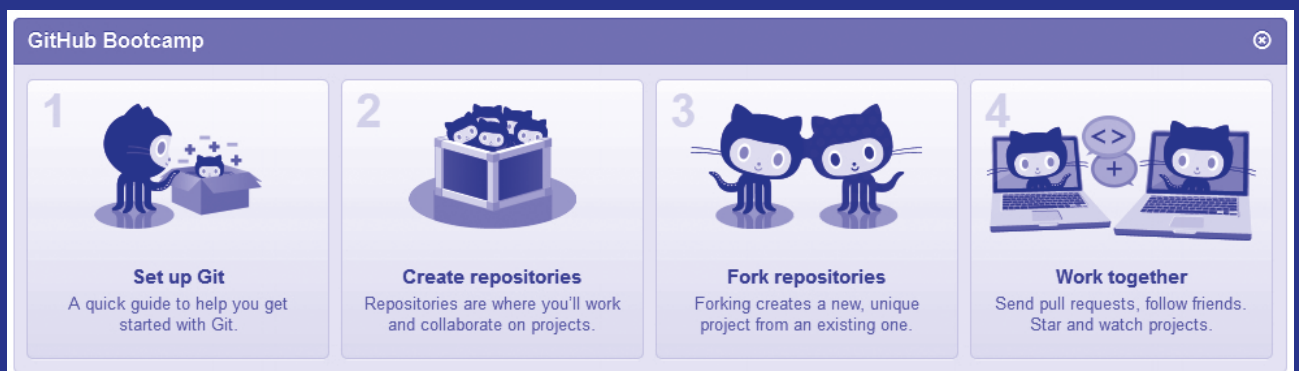 GitHub Bootcamp
1
Set up Git
A quick guide to help you get
started with Git.
2
Create repositories
Repositories are where you'll work
and collaborate on projects.
3
Fork repositories
Forking creates a new, unique
project from an existing one.
4
< >
+
Work together
Send pull requests, follow friends.
Star and watch projects.